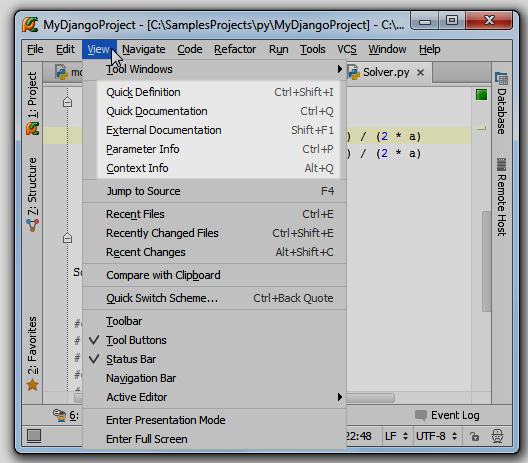 MyDjangoProject - [C:\SamplesProjects\py\MyDjangoProject] - C:\...
File Edit View Navigate Code Refactor Run Tools VCS Window Help
Tool Windows
Solver.py
Quick Definition Ctrl+Shift+I
Quick Documentation Ctrl+Q
External Documentation Shift+F1
) / (2 * a)
Parameter Info Ctrl+P
) / (2 * a)
Context Info Alt+Q
Jump to Source F4
Recent Files Ctrl+E
Recently Changed Files Ctrl+Shift+E
Recent Changes Alt+Shift+C
Compare with Clipboard
Quick Switch Scheme... Ctrl+Back Quote
Toolbar
Tool Buttons
Status Bar
Navigation Bar
Active Editor
Enter Presentation Mode
Enter Full Screen
1: Project
Z: Structure
2: Favorites
Database
Remote Host
6:
Event Log
22:48 LF UTF-8